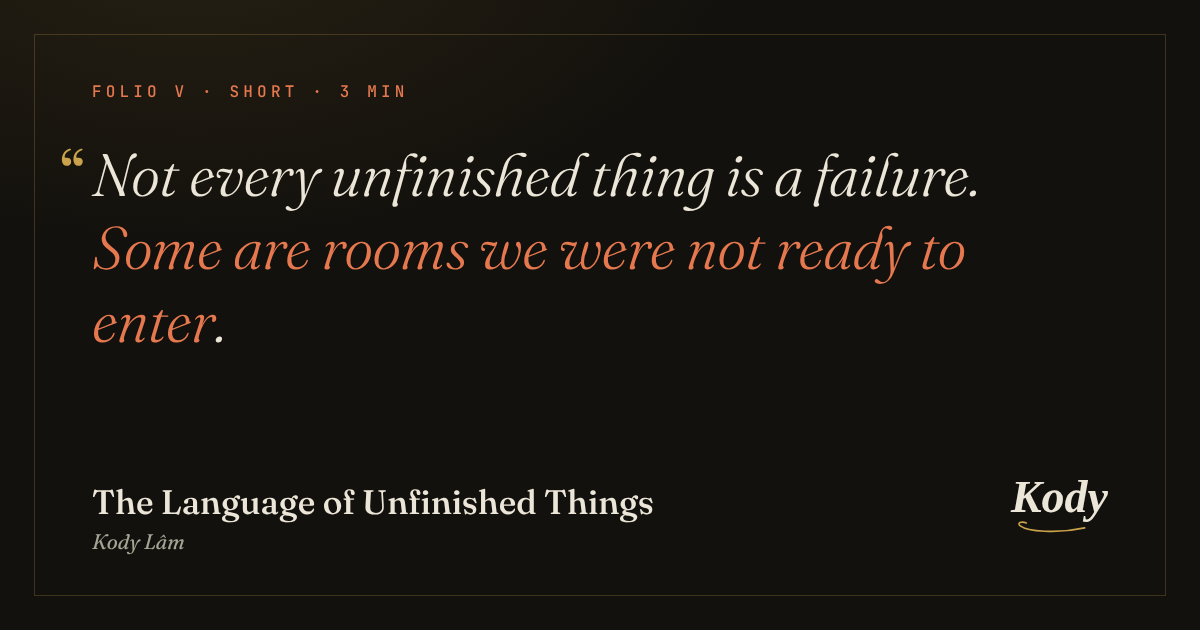 FOLIO V · SHORT · 3 MIN
“Not every unfinished thing is a failure.
Some are rooms we were not ready to
enter.
The Language of Unfinished Things
Kody Lâm
Kody